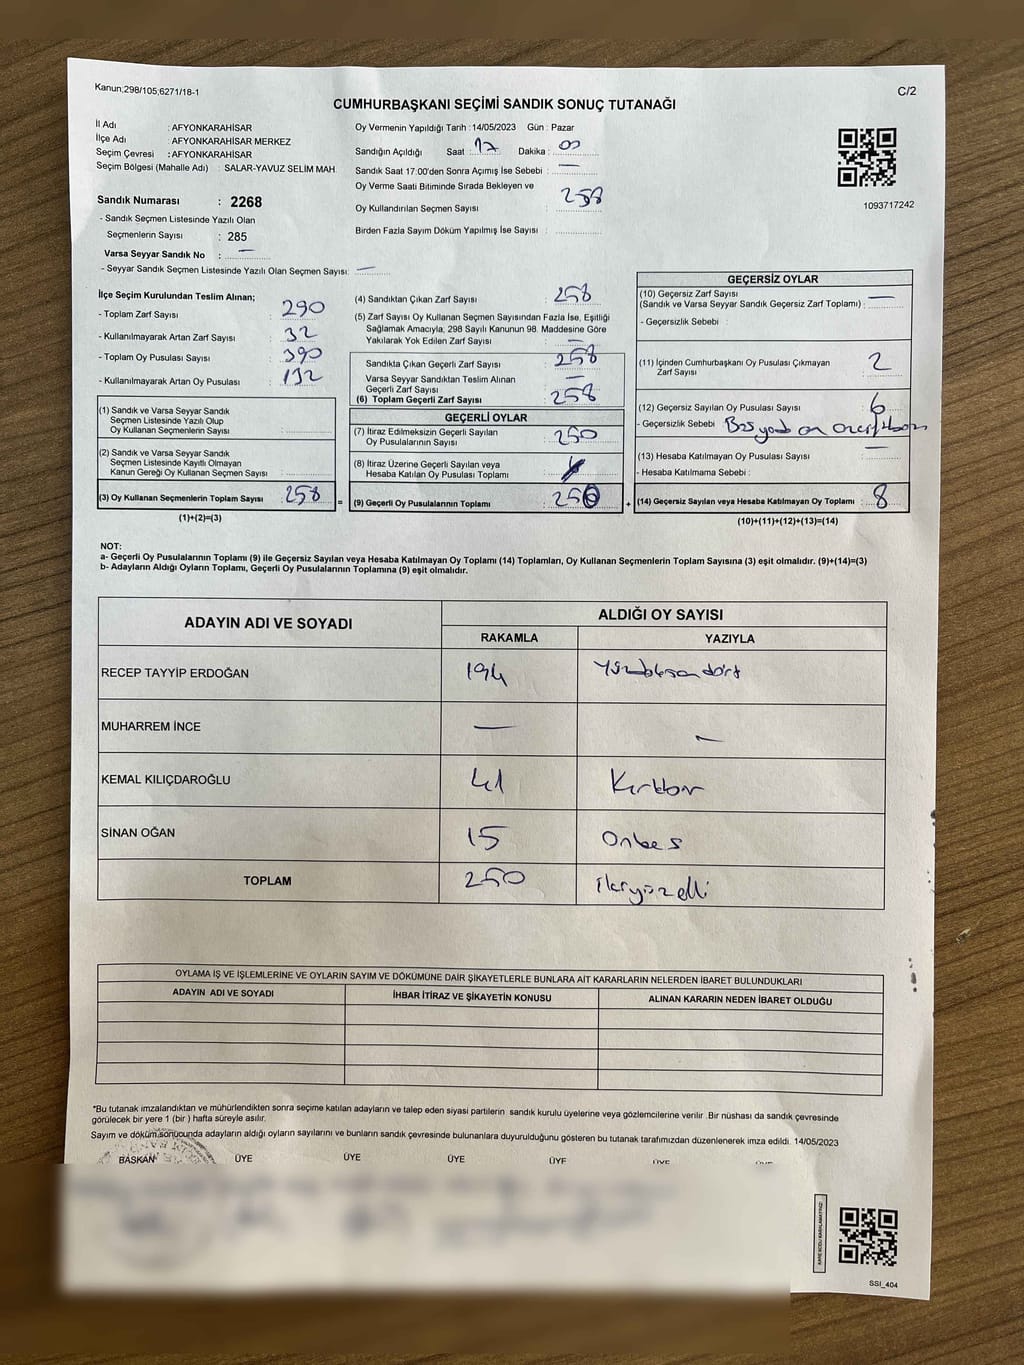 Kanun;298/105;6271/18-1
C/2
CUMHURBAŞKANI SEÇİMİ SANDIK SONUÇ TUTANAĞI
İl Adı : AFYONKARAHİSAR
İlçe Adı : AFYONKARAHİSAR MERKEZ
Seçim Çevresi : AFYONKARAHİSAR
Seçim Bölgesi (Mahalle Adı) : SALAR-YAVUZ SELİM MAH.
Sandık Numarası : 2268
- Sandık Seçmen Listesinde Yazılı Olan
Seçmenlerin Sayısı : 285
Varsa Seyyar Sandık No : —
- Seyyar Sandık Seçmen Listesinde Yazılı Olan Seçmen Sayısı: —
Oy Vermenin Yapıldığı Tarih : 14/05/2023 Gün : Pazar
Sandığın Açıldığı Saat : 17 Dakika : 00
Sandık Saat 17:00'den Sonra Açımış İse Sebebi : —
Oy Verme Saati Bitiminde Sırada Bekleyen ve
Oy Kullandırılan Seçmen Sayısı : 258
Birden Fazla Sayım Döküm Yapılmış İse Sayısı :
1093717242
İlçe Seçim Kurulundan Teslim Alınan;
- Toplam Zarf Sayısı : 290
- Kullanılmayarak Artan Zarf Sayısı : 32
- Toplam Oy Pusulası Sayısı : 390
- Kullanılmayarak Artan Oy Pusulası : 132
(1) Sandık ve Varsa Seyyar Sandık
Seçmen Listesinde Yazılı Olup
Oy Kullanan Seçmenlerin Sayısı :
(2) Sandık ve Varsa Seyyar Sandık
Seçmen Listesinde Kayıtlı Olmayan
Kanun Gereği Oy Kullanan Seçmen Sayısı :
(3) Oy Kullanan Seçmenlerin Toplam Sayısı : 258 =
(1)+(2)=(3)
(4) Sandıktan Çıkan Zarf Sayısı : 258
(5) Zarf Sayısı Oy Kullanan Seçmen Sayısından Fazla İse, Eşitliği
Sağlamak Amacıyla, 298 Sayılı Kanunun 98. Maddesine Göre
Yakılarak Yok Edilen Zarf Sayısı : —
Sandıkta Çıkan Geçerli Zarf Sayısı : 258
Varsa Seyyar Sandıktan Teslim Alınan
Geçerli Zarf Sayısı : —
(6) Toplam Geçerli Zarf Sayısı : 258
GEÇERLİ OYLAR
(7) İtiraz Edilmeksizin Geçerli Sayılan
Oy Pusulalarının Sayısı : 250
(8) İtiraz Üzerine Geçerli Sayılan veya
Hesaba Katılan Oy Pusulası Toplamı :
(9) Geçerli Oy Pusulalarının Toplamı : 250 +
GEÇERSİZ OYLAR
(10) Geçersiz Zarf Sayısı
(Sandık ve Varsa Seyyar Sandık Geçersiz Zarf Toplamı) : —
- Geçersizlik Sebebi :
(11) İçinden Cumhurbaşkanı Oy Pusulası Çıkmayan
Zarf Sayısı : 2
(12) Geçersiz Sayılan Oy Pusulası Sayısı : 6
- Geçersizlik Sebebi :
(13) Hesaba Katılmayan Oy Pusulası Sayısı : —
- Hesaba Katılmama Sebebi :
(14) Geçersiz Sayılan veya Hesaba Katılmayan Oy Toplamı : 8
(10)+(11)+(12)+(13)=(14)
NOT:
a- Geçerli Oy Pusulalarının Toplamı (9) ile Geçersiz Sayılan veya Hesaba Katılmayan Oy Toplamı (14) Toplamları, Oy Kullanan Seçmenlerin Toplam Sayısına (3) eşit olmalıdır. (9)+(14)=(3)
b- Adayların Aldığı Oyların Toplamı, Geçerli Oy Pusulalarının Toplamına (9) eşit olmalıdır.
ADAYIN ADI VE SOYADI ALDIĞI OY SAYISI
RAKAMLA YAZIYLA
RECEP TAYYİP ERDOĞAN 194 Yüzdoksandört
MUHARREM İNCE — —
KEMAL KILIÇDAROĞLU 41 Kırkbir
SİNAN OĞAN 15 Onbeş
TOPLAM 250 ikiyüzelli
OYLAMA İŞ VE İŞLEMLERİNE VE OYLARIN SAYIM VE DÖKÜMÜNE DAİR ŞİKAYETLERLE BUNLARA AİT KARARLARIN NELERDEN İBARET BULUNDUKLARI
ADAYIN ADI VE SOYADI İHBAR İTİRAZ VE ŞİKAYETİN KONUSU ALINAN KARARIN NEDEN İBARET OLDUĞU
*Bu tutanak imzalandıktan ve mühürlendikten sonra seçime katılan adayların ve talep eden siyasi partilerin sandık kurulu üyelerine veya gözlemcilerine verilir .Bir nüshası da sandık çevresinde
görülecek bir yere 1 (bir ) hafta süreyle asılır.
Sayım ve döküm sonucunda adayların aldığı oyların sayılarını ve bunların sandık çevresinde bulunanlara duyurulduğunu gösteren bu tutanak tarafımızdan düzenlenerek imza edildi. 14/05/2023
BAŞKAN ÜYE ÜYE ÜYE ÜYE ÜYE ÜYE
SSI_404